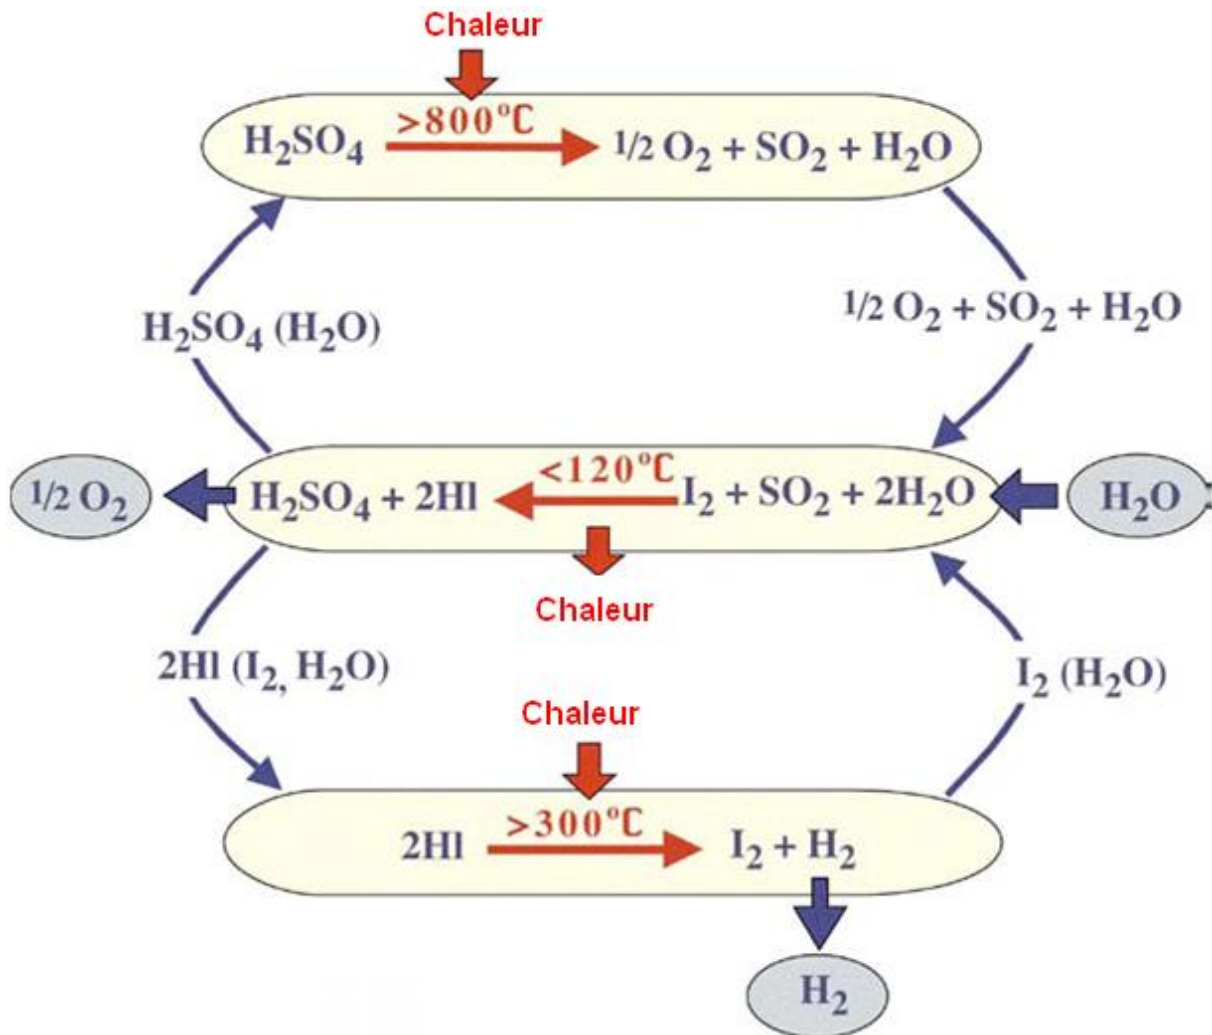 Chaleur
>800°C
H₂SO₄ 1/2 O₂ + SO₂ + H₂O
1/2 O₂ + SO₂ + H₂O
H₂SO₄ (H₂O)
<120°C
1/2 O₂ H₂SO₄ + 2HI I₂ + SO₂ + 2H₂O H₂O
Chaleur
2HI (I₂, H₂O) I₂ (H₂O)
Chaleur
>300°C
2HI I₂ + H₂
H₂